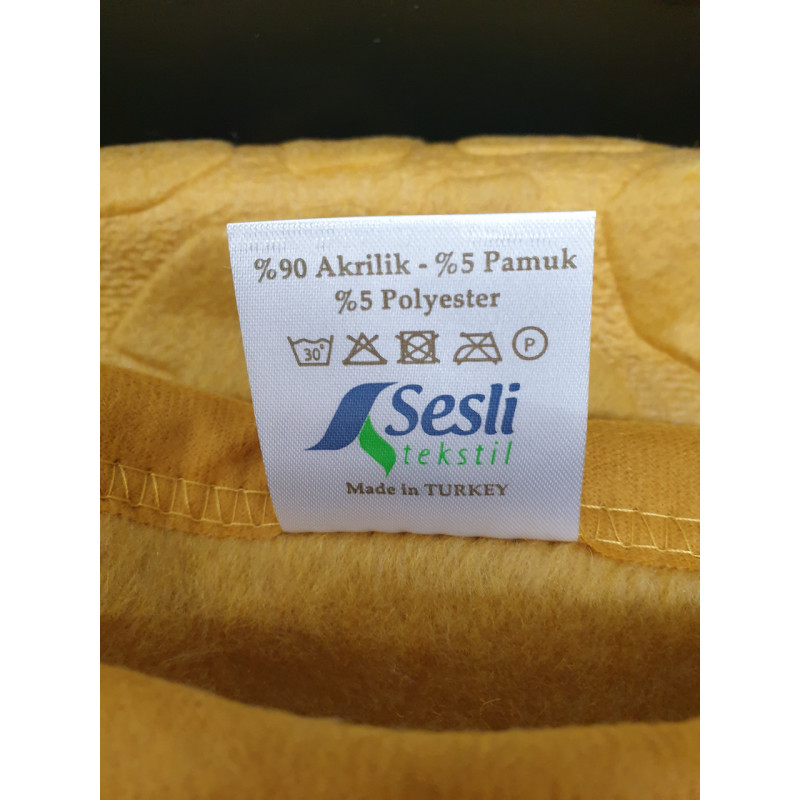 %90 Akrilik - %5 Pamuk
%5 Polyester
30° P
Sesli
tekstil
Made in TURKEY